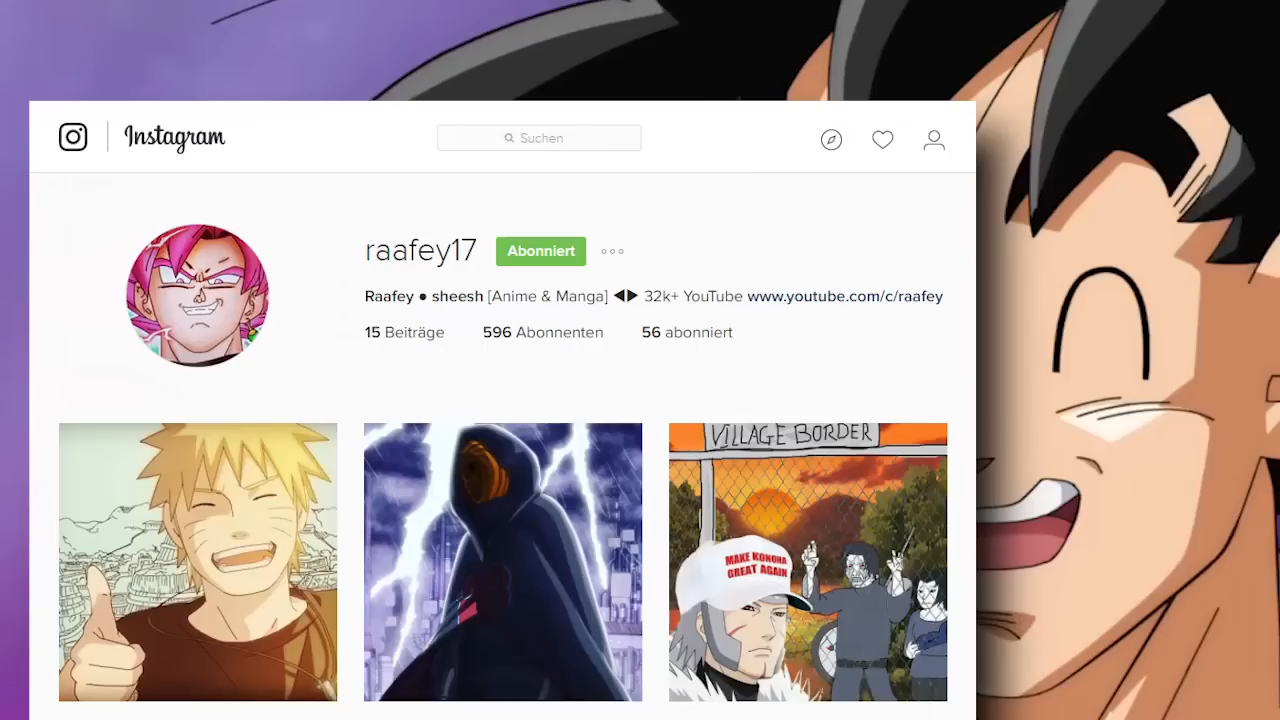 Instagram
Suchen
raafey17 Abonniert
Raafey ● sheesh [Anime & Manga] ◀▶ 32k+ YouTube www.youtube.com/c/raafey
15 Beiträge 596 Abonnenten 56 abonniert
VILLAGE BORDER
MAKE KONOHA
GREAT AGAIN